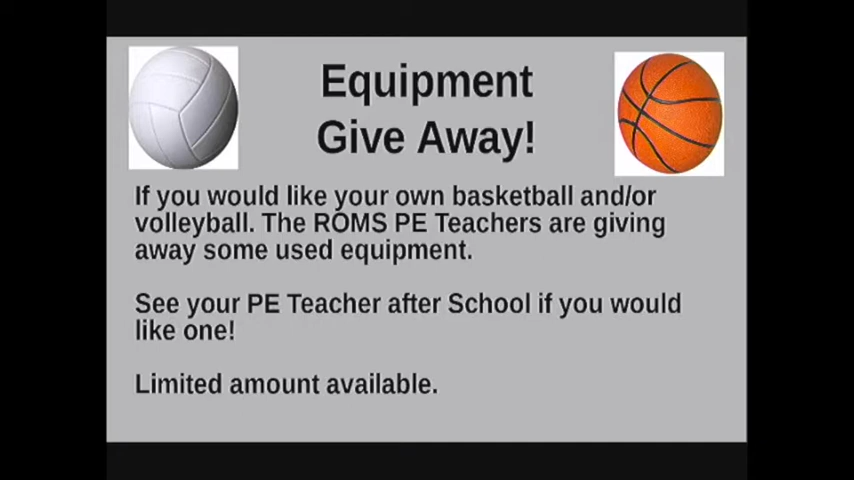 Equipment
Give Away!
If you would like your own basketball and/or
volleyball. The ROMS PE Teachers are giving
away some used equipment.
See your PE Teacher after School if you would
like one!
Limited amount available.